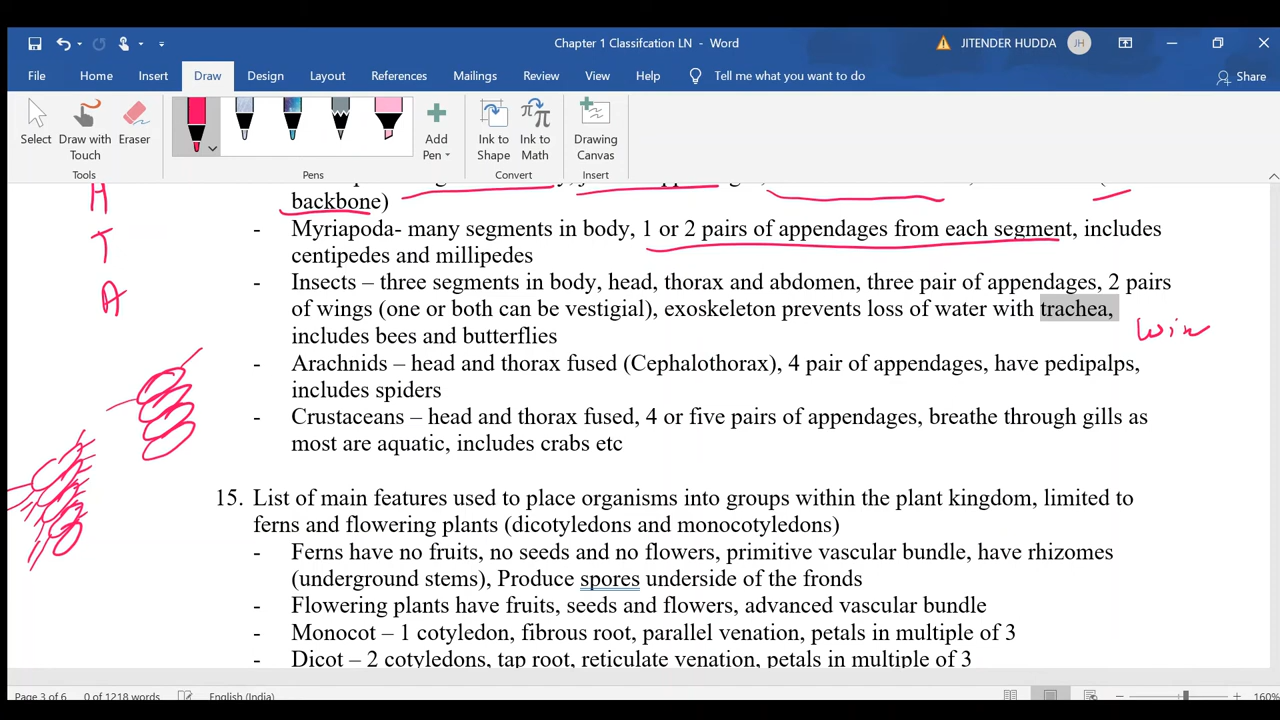 Chapter 1 Classifcation LN - Word
JITENDER HUDDA
JH
File Home Insert Draw Design Layout References Mailings Review View Help Tell me what you want to do
Share
Select Draw with Touch Eraser Add Pen Ink to Shape Ink to Math Drawing Canvas
Tools Pens Convert Insert
H
backbone)
T
- Myriapoda- many segments in body, 1 or 2 pairs of appendages from each segment, includes
centipedes and millipedes
A
- Insects – three segments in body, head, thorax and abdomen, three pair of appendages, 2 pairs
of wings (one or both can be vestigial), exoskeleton prevents loss of water with trachea,
includes bees and butterflies
- Arachnids – head and thorax fused (Cephalothorax), 4 pair of appendages, have pedipalps,
includes spiders
- Crustaceans – head and thorax fused, 4 or five pairs of appendages, breathe through gills as
most are aquatic, includes crabs etc
15. List of main features used to place organisms into groups within the plant kingdom, limited to
ferns and flowering plants (dicotyledons and monocotyledons)
- Ferns have no fruits, no seeds and no flowers, primitive vascular bundle, have rhizomes
(underground stems), Produce spores underside of the fronds
- Flowering plants have fruits, seeds and flowers, advanced vascular bundle
- Monocot – 1 cotyledon, fibrous root, parallel venation, petals in multiple of 3
- Dicot – 2 cotyledons, tap root, reticulate venation, petals in multiple of 3
Page 3 of 6 0 of 1218 words English (India) 160%